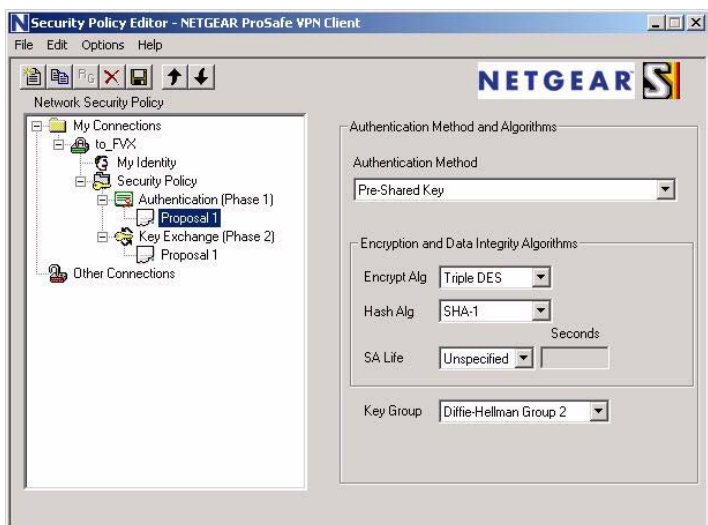 Security Policy Editor - NETGEAR ProSafe VPN Client
File Edit Options Help
NETGEAR
Network Security Policy
My Connections
to_FVX
My Identity
Security Policy
Authentication (Phase 1)
Proposal 1
Key Exchange (Phase 2)
Proposal 1
Other Connections
Authentication Method and Algorithms
Authentication Method
Pre-Shared Key
Encryption and Data Integrity Algorithms
Encrypt Alg Triple DES
Hash Alg SHA-1
Seconds
SA Life Unspecified
Key Group Diffie-Hellman Group 2